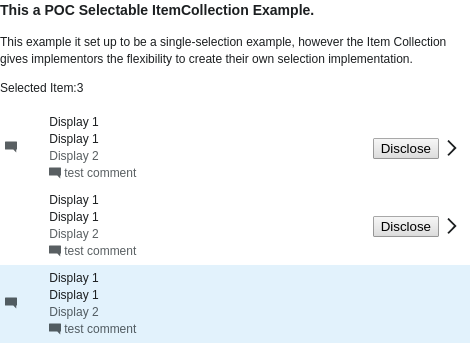 This a POC Selectable ItemCollection Example.
This example it set up to be a single-selection example, however the Item Collection
gives implementors the flexibility to create their own selection implementation.
Selected Item:3
Display 1
Display 1
Disclose
Display 2
test comment
Display 1
Display 1
Disclose
Display 2
test comment
Display 1
Display 1
Display 2
test comment